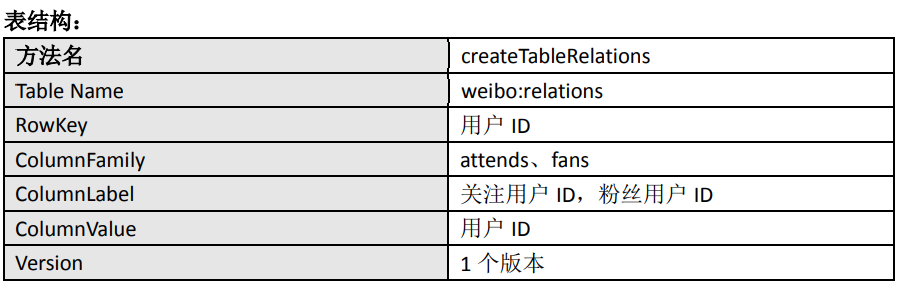 表结构：
方法名 createTableRelations
Table Name weibo:relations
RowKey 用户 ID
ColumnFamily attends、fans
ColumnLabel 关注用户 ID，粉丝用户 ID
ColumnValue 用户 ID
Version 1 个版本